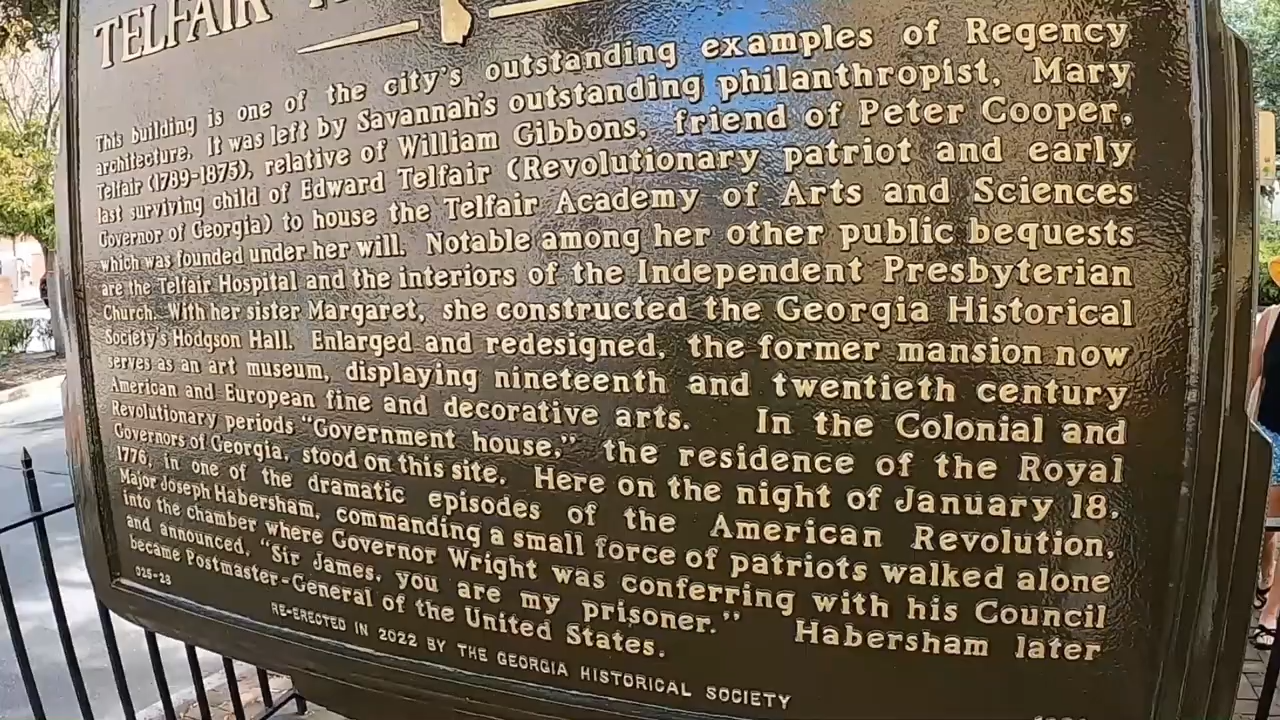 TELFAIR
This building is one of the city's outstanding examples of Regency
architecture. It was left by Savannah's outstanding philanthropist, Mary
Telfair (1789-1875), relative of William Gibbons, friend of Peter Cooper,
last surviving child of Edward Telfair (Revolutionary patriot and early
Governor of Georgia) to house the Telfair Academy of Arts and Sciences
which was founded under her will. Notable among her other public bequests
are the Telfair Hospital and the interiors of the Independent Presbyterian
Church. With her sister Margaret, she constructed the Georgia Historical
Society's Hodgson Hall. Enlarged and redesigned, the former mansion now
serves as an art museum, displaying nineteenth and twentieth century
American and European fine and decorative arts. In the Colonial and
Revolutionary periods "Government house," the residence of the Royal
Governors of Georgia, stood on this site. Here on the night of January 18,
1776, in one of the dramatic episodes of the American Revolution,
Major Joseph Habersham, commanding a small force of patriots walked alone
into the chamber where Governor Wright was conferring with his Council
and announced, "Sir James, you are my prisoner." Habersham later
became Postmaster-General of the United States.
025-28
RE-ERECTED IN 2022 BY THE GEORGIA HISTORICAL SOCIETY